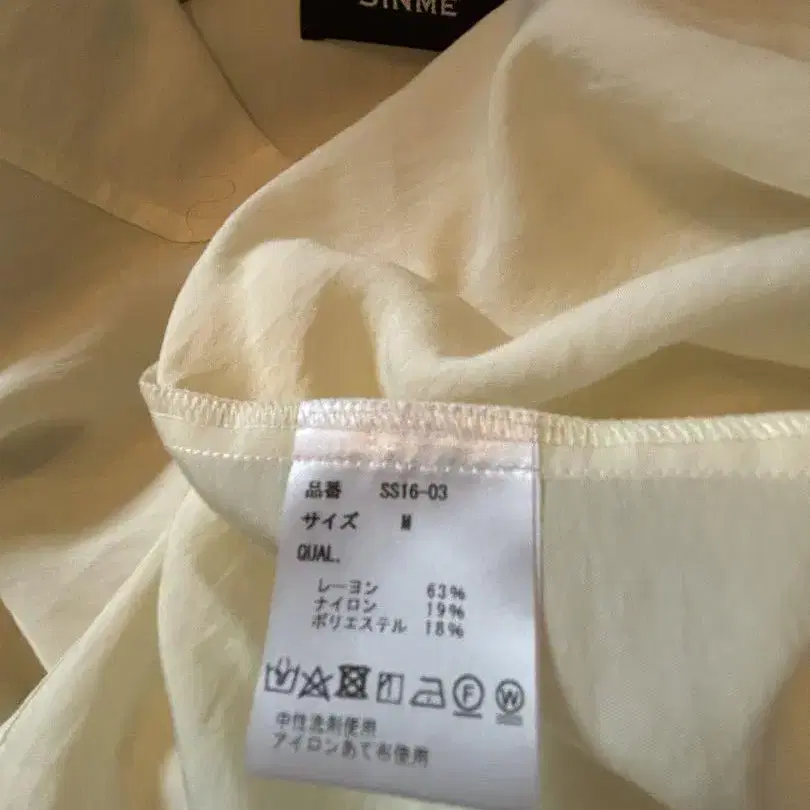 SINME
品番 SS16-03
サイズ M
QUAL.
レーヨン 63%
ナイロン 19%
ポリエステル 18%
F W
中性洗剤使用
アイロンあて布使用